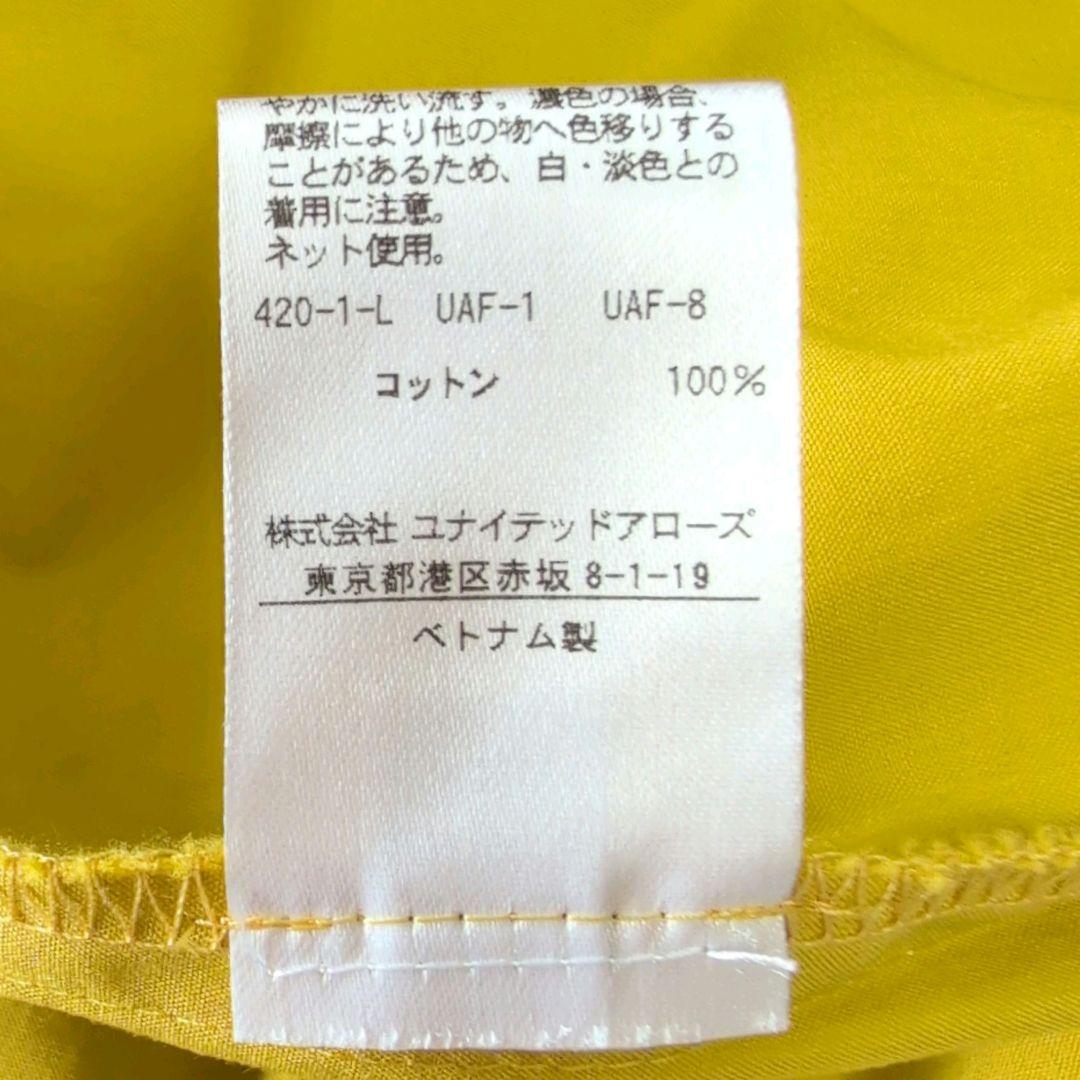 やかに洗い流す。濃色の場合、
摩擦により他の物へ色移りする
ことがあるため、白・淡色との
着用に注意。
ネット使用。
420-1-L UAF-1 UAF-8
コットン 100%
株式会社 ユナイテッドアローズ
東京都港区赤坂 8-1-19
ベトナム製